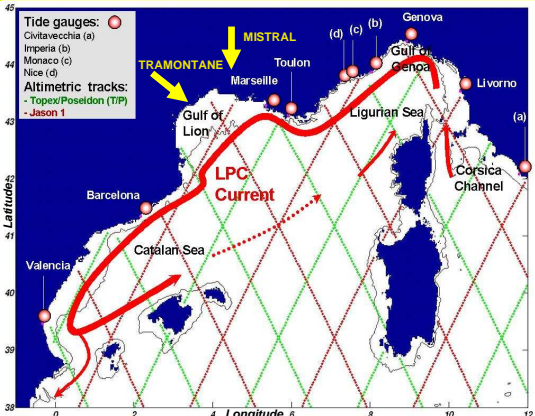 Tide gauges:
Civitavecchia (a)
Imperia (b)
Monaco (c)
Nice (d)
Altimetric tracks:
- Topex/Poseidon (T/P)
- Jason 1
MISTRAL
TRAMONTANE
Marseille
Toulon
(d)
(c)
(b)
Genova
Gulf of
Genoa
Livorno
(a)
Gulf of
Lion
Ligurian Sea
LPC
Current
Corsica
Channel
Barcelona
Catalan Sea
Valencia
Latitude
45
44
43
42
41
40
39
38
0
2
4
6
8
10
12
Longitude